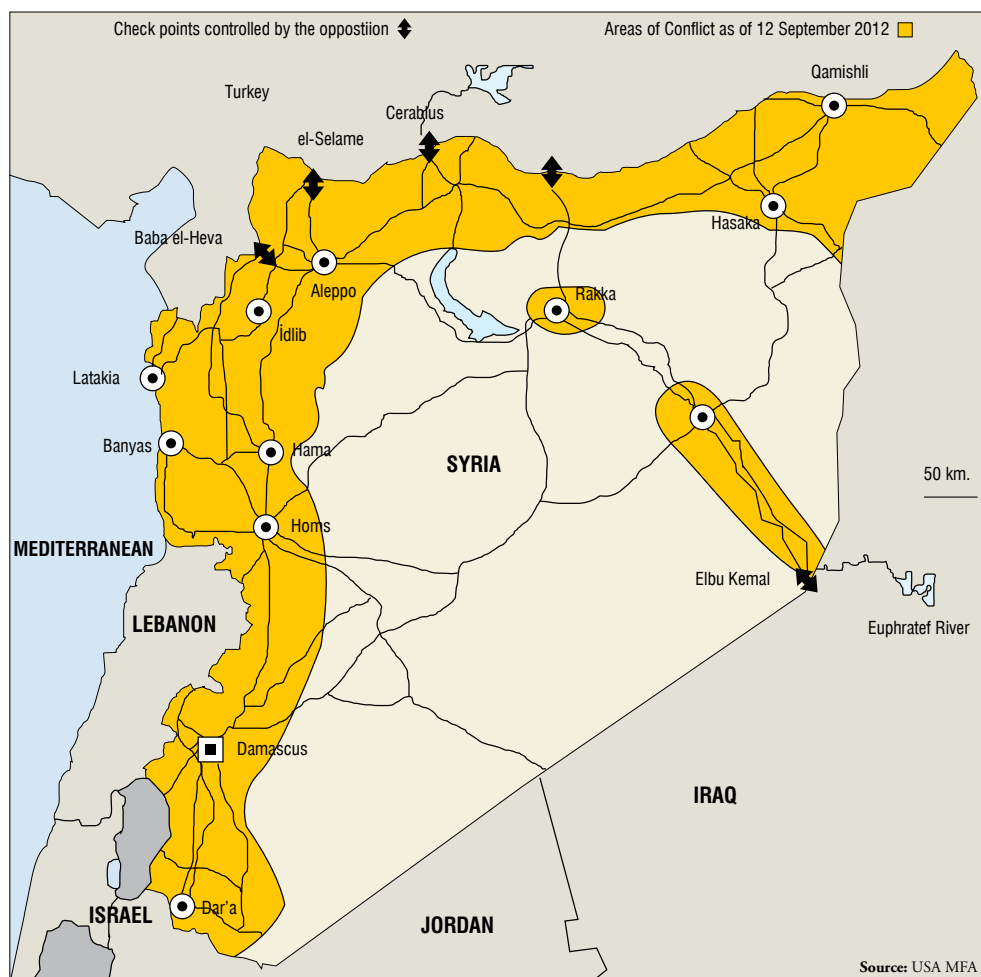 Check points controlled by the oppostiion
Areas of Conflict as of 12 September 2012
Qamishli
Turkey
Cerablus
el-Selame
Hasaka
Baba el-Heva
Aleppo
Rakka
İdlib
Latakia
Banyas
Hama
SYRIA
50 km.
Homs
MEDITERRANEAN
Elbu Kemal
LEBANON
Euphratef River
Damascus
IRAQ
Dar'a
ISRAEL
JORDAN
Source: USA MFA